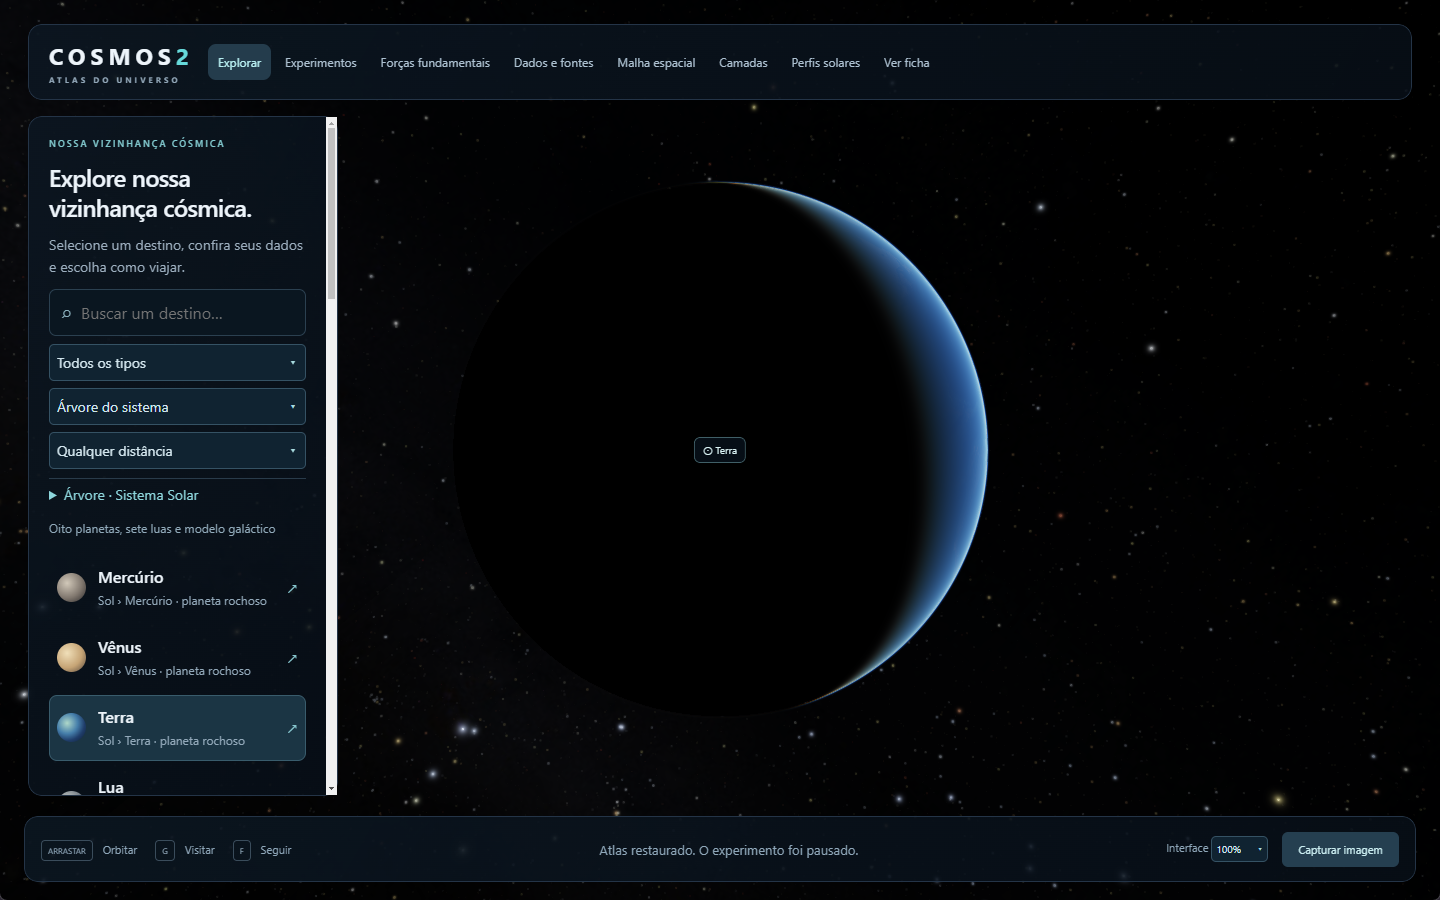 COSMOS2
ATLAS DO UNIVERSO
Explorar
Experimentos
Forças fundamentais
Dados e fontes
Malha espacial
Camadas
Perfis solares
Ver ficha
NOSSA VIZINHANÇA CÓSMICA
Explore nossa
vizinhança cósmica.
Selecione um destino, confira seus dados
e escolha como viajar.
Buscar um destino...
Todos os tipos
Árvore do sistema
Qualquer distância
Árvore · Sistema Solar
Oito planetas, sete luas e modelo galáctico
Mercúrio
Sol › Mercúrio · planeta rochoso
Vênus
Sol › Vênus · planeta rochoso
Terra
Sol › Terra · planeta rochoso
Lua
Terra
ARRASTAR Orbitar G Visitar F Seguir
Atlas restaurado. O experimento foi pausado.
Interface 100%
Capturar imagem